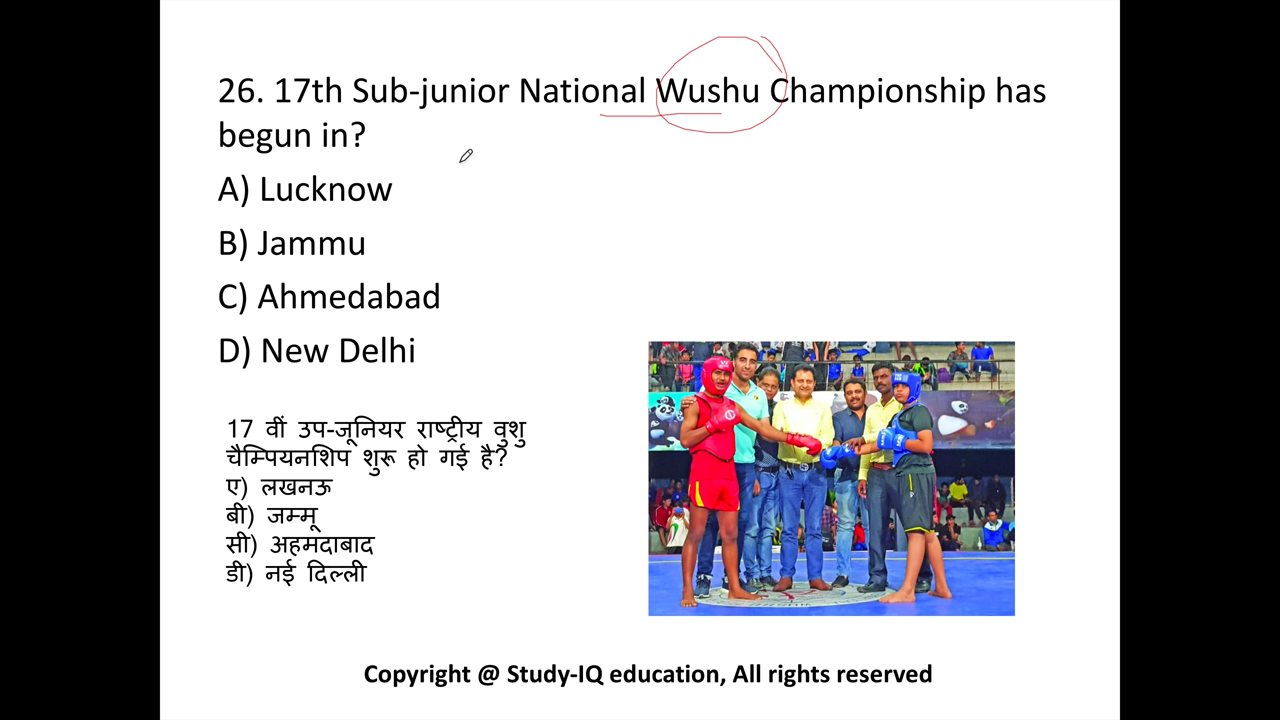 26. 17th Sub-junior National Wushu Championship has
begun in?
A) Lucknow
B) Jammu
C) Ahmedabad
D) New Delhi
17 वीं उप-जूनियर राष्ट्रीय वुशु
चैम्पियनशिप शुरू हो गई है?
ए) लखनऊ
बी) जम्मू
सी) अहमदाबाद
डी) नई दिल्ली
Copyright @ Study-IQ education, All rights reserved